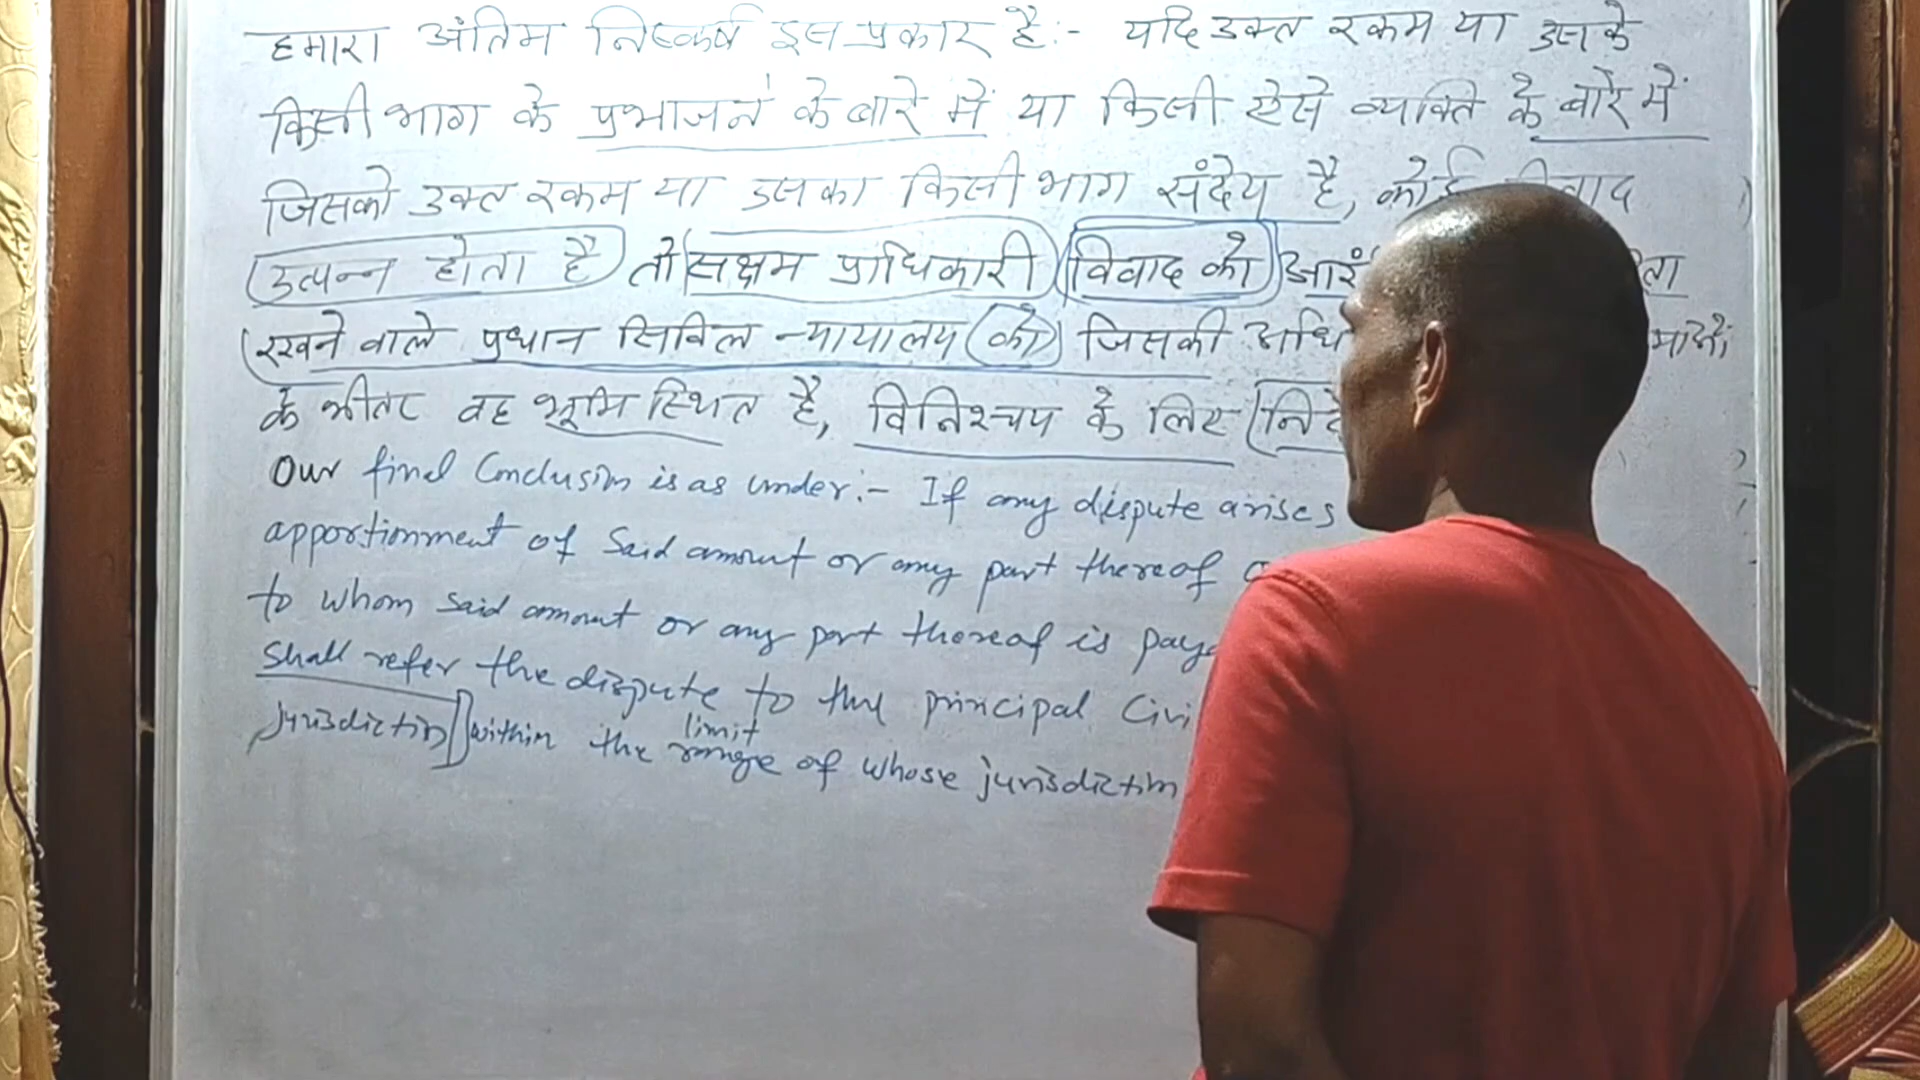 हमारा अंतिम निष्कर्ष इस प्रकार है:- यदि उक्त रकम या उसके
किसी भाग के प्रभाजन के बारे में या किसी ऐसे व्यक्ति के बारे में
जिसको उक्त रकम या उसका किसी भाग संदेय है, कोई
उत्पन्न होता है तो सक्षम प्राधिकारी विवाद को
रखने वाले प्रधान सिविल न्यायालय को जिसकी
के भीतर वह भूमि स्थित है, विनिश्चय के लिए
Our final Conclusion is as under:- If any dispute arises
apportionment of Said amount or any part thereof
to whom said amount or any part thereof is
shall refer the dispute to the principal
limit
jurisdiction within the range of whose jurisdiction